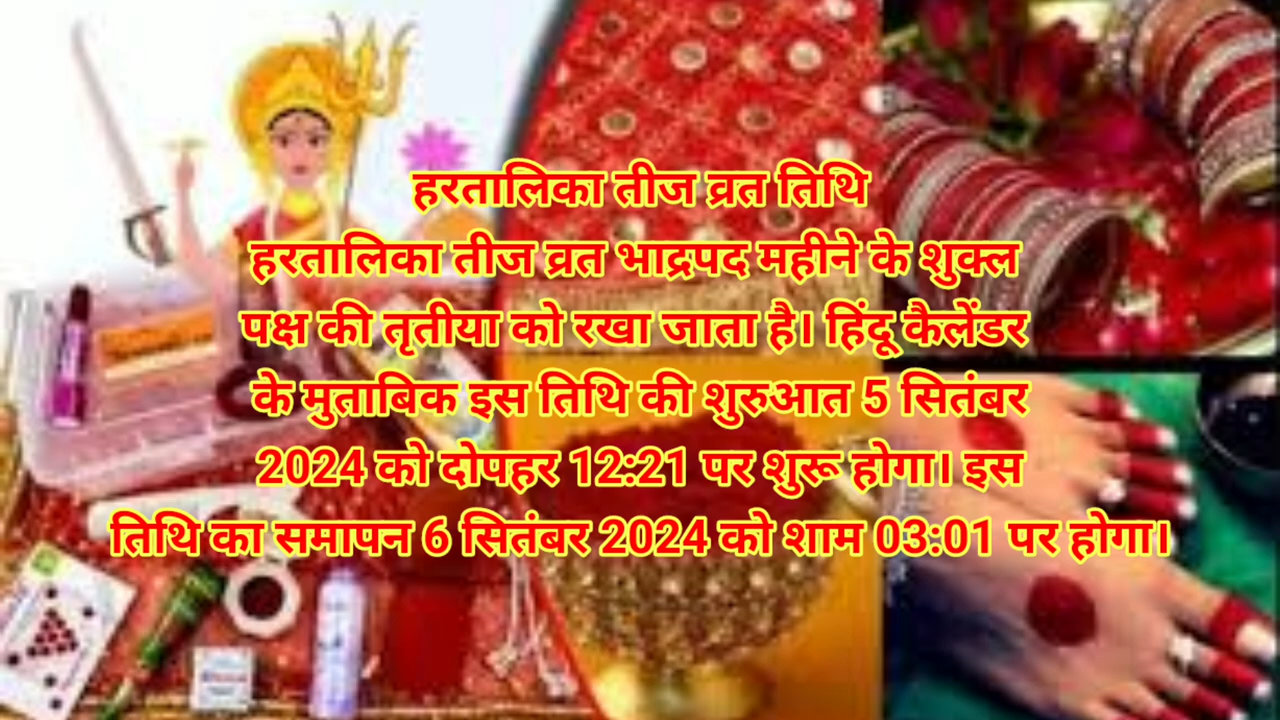 हरतालिका तीज व्रत तिथि
हरतालिका तीज व्रत भाद्रपद महीने के शुक्ल
पक्ष की तृतीया को रखा जाता है। हिंदू कैलेंडर
के मुताबिक इस तिथि की शुरुआत 5 सितंबर
2024 को दोपहर 12:21 पर शुरू होगा। इस
तिथि का समापन 6 सितंबर 2024 को शाम 03:01 पर होगा।